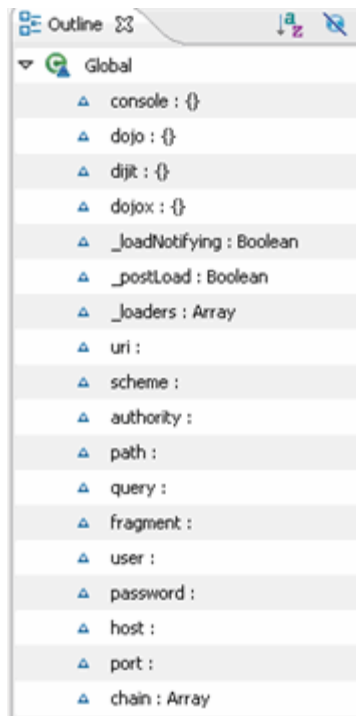 Outline
Global
console : {}
dojo : {}
dijit : {}
dojox : {}
_loadNotifying : Boolean
_postLoad : Boolean
_loaders : Array
uri :
scheme :
authority :
path :
query :
fragment :
user :
password :
host :
port :
chain : Array